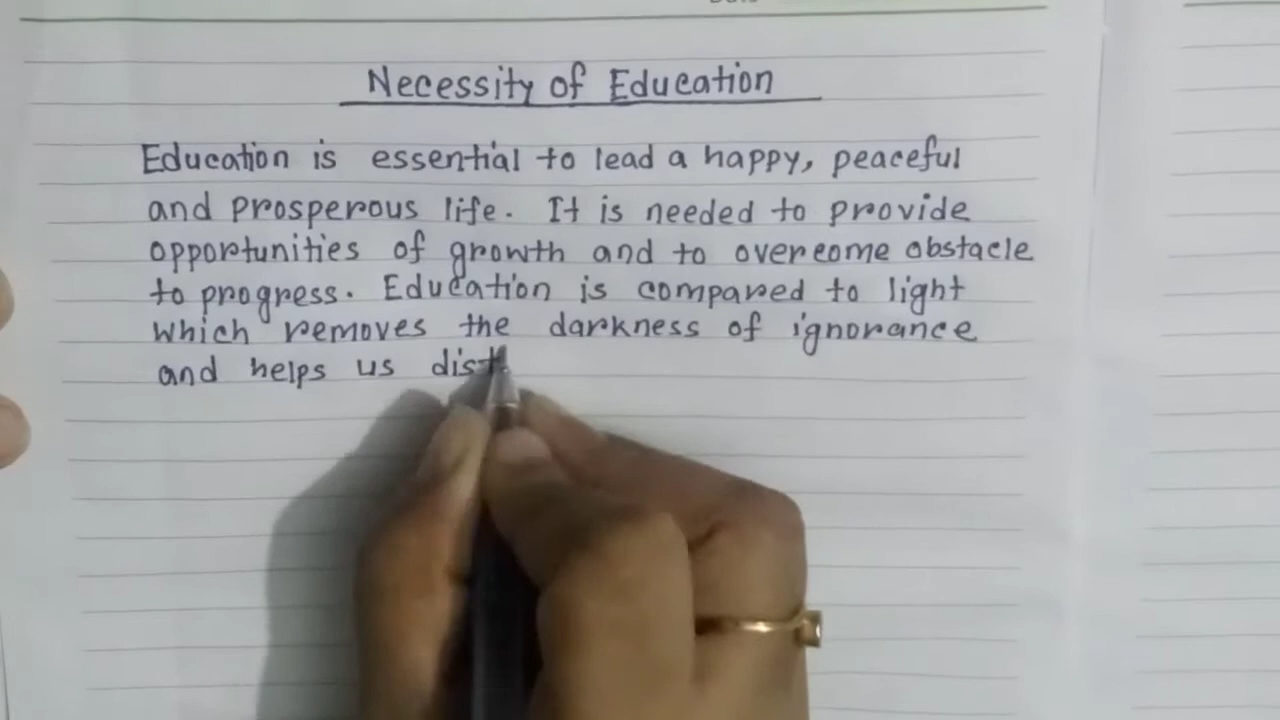 Necessity of Education
Education is essential to lead a happy, peaceful
and prosperous life. It is needed to provide
opportunities of growth and to overcome obstacle
to progress. Education is compared to light
which removes the darkness of ignorance
and helps us dist